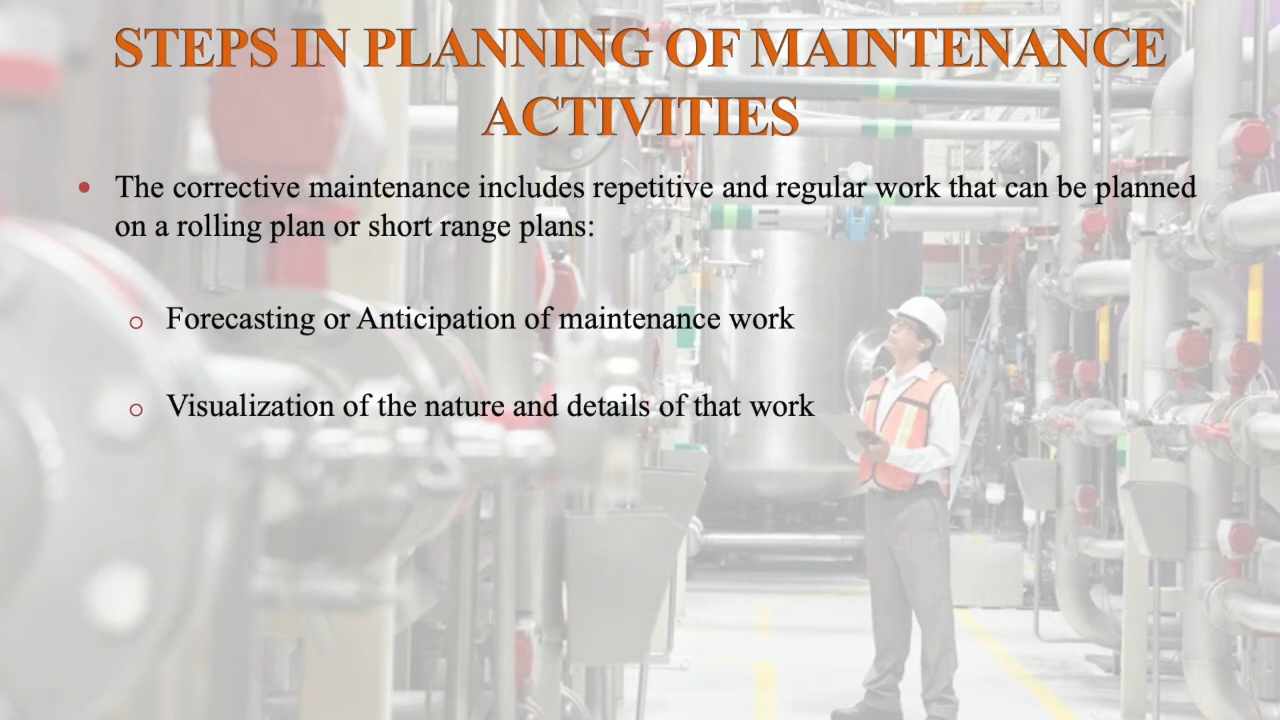 STEPS IN PLANNING OF MAINTENANCE
ACTIVITIES
• The corrective maintenance includes repetitive and regular work that can be planned
on a rolling plan or short range plans:
o Forecasting or Anticipation of maintenance work
o Visualization of the nature and details of that work